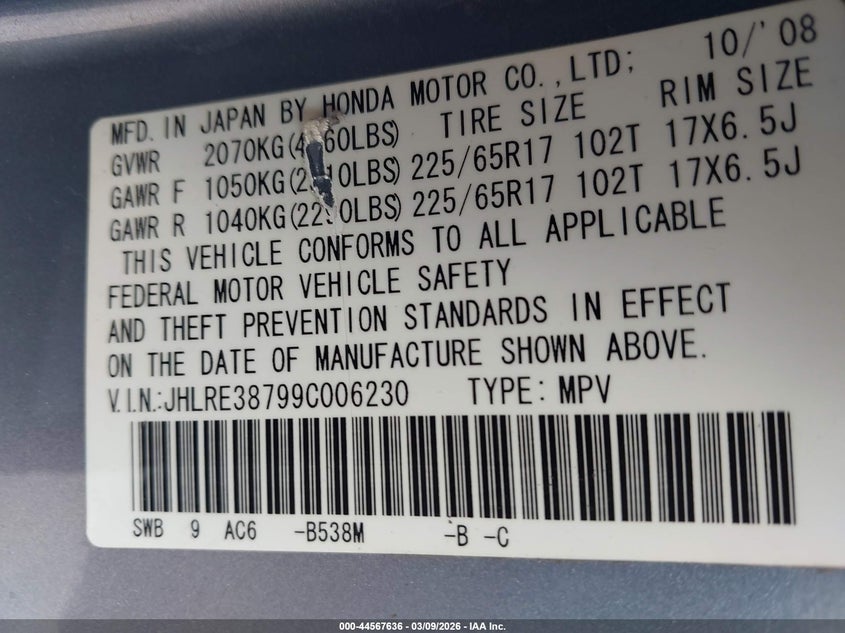 MFD. IN JAPAN BY HONDA MOTOR CO., LTD; 10/'08
GVWR 2070KG( 60LBS) TIRE SIZE RIM SIZE
GAWR F 1050KG( 10LBS) 225/65R17 102T 17X6.5J
GAWR R 1040KG( 0LBS) 225/65R17 102T 17X6.5J
THIS VEHICLE CONFORMS TO ALL APPLICABLE
FEDERAL MOTOR VEHICLE SAFETY
AND THEFT PREVENTION STANDARDS IN EFFECT
ON THE DATE OF MANUFACTURE SHOWN ABOVE.
V.I.N.:JHLRE38799C006230 TYPE: MPV
SWB 9 AC6 -B538M -B -C
000-44567636 | 03/09/2026 - IAA Inc.